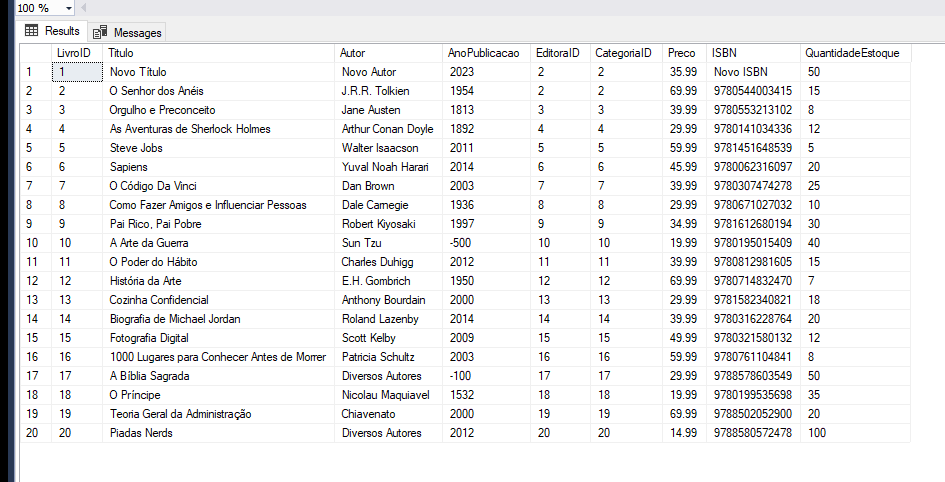 100 %
Results Messages
LivroID Titulo Autor AnoPublicacao EditoraID CategoriaID Preco ISBN QuantidadeEstoque
1 1 Novo Título Novo Autor 2023 2 2 35.99 Novo ISBN 50
2 2 O Senhor dos Anéis J.R.R. Tolkien 1954 2 2 69.99 9780544003415 15
3 3 Orgulho e Preconceito Jane Austen 1813 3 3 39.99 9780553213102 8
4 4 As Aventuras de Sherlock Holmes Arthur Conan Doyle 1892 4 4 29.99 9780141034336 12
5 5 Steve Jobs Walter Isaacson 2011 5 5 59.99 9781451648539 5
6 6 Sapiens Yuval Noah Harari 2014 6 6 45.99 9780062316097 20
7 7 O Código Da Vinci Dan Brown 2003 7 7 39.99 9780307474278 25
8 8 Como Fazer Amigos e Influenciar Pessoas Dale Carnegie 1936 8 8 29.99 9780671027032 10
9 9 Pai Rico, Pai Pobre Robert Kiyosaki 1997 9 9 34.99 9781612680194 30
10 10 A Arte da Guerra Sun Tzu -500 10 10 19.99 9780195015409 40
11 11 O Poder do Hábito Charles Duhigg 2012 11 11 39.99 9780812981605 15
12 12 História da Arte E.H. Gombrich 1950 12 12 69.99 9780714832470 7
13 13 Cozinha Confidencial Anthony Bourdain 2000 13 13 29.99 9781582340821 18
14 14 Biografia de Michael Jordan Roland Lazenby 2014 14 14 39.99 9780316228764 20
15 15 Fotografia Digital Scott Kelby 2009 15 15 49.99 9780321580132 12
16 16 1000 Lugares para Conhecer Antes de Morrer Patricia Schultz 2003 16 16 59.99 9780761104841 8
17 17 A Bíblia Sagrada Diversos Autores -100 17 17 29.99 9788578603549 50
18 18 O Príncipe Nicolau Maquiavel 1532 18 18 19.99 9780199535698 35
19 19 Teoria Geral da Administração Chiavenato 2000 19 19 69.99 9788502052900 20
20 20 Piadas Nerds Diversos Autores 2012 20 20 14.99 9788580572478 100